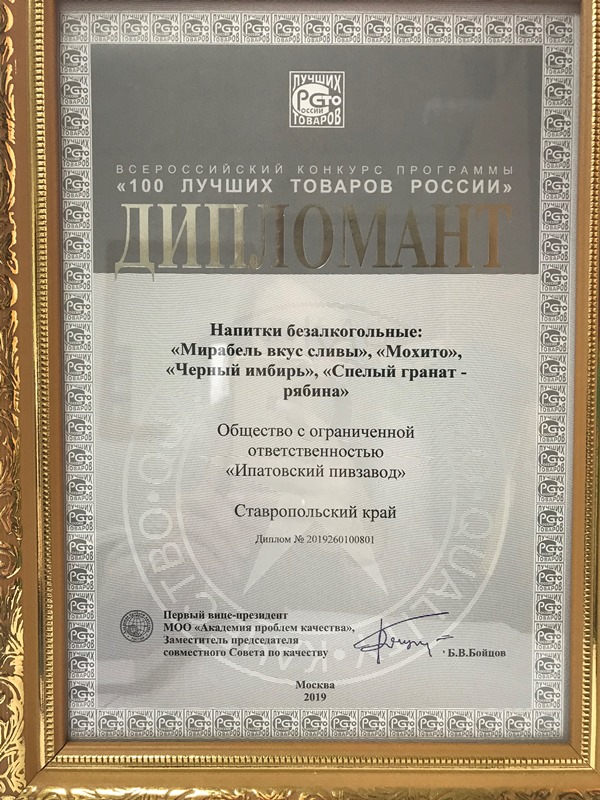 ЛУЧШИХ
РОССИИ
ТОВАРОВ
ВСЕРОССИЙСКИЙ КОНКУРС ПРОГРАММЫ
«100 ЛУЧШИХ ТОВАРОВ РОССИИ»
ДИПЛОМАНТ
Напитки безалкогольные:
«Мирабель вкус сливы», «Мохито»,
«Черный имбирь», «Спелый гранат -
рябина»
Общество с ограниченной
ответственностью
«Ипатовский пивзавод»
Ставропольский край
Диплом № 2019260100801
Первый вице-президент
МОО «Академия проблем качества»,
Заместитель председателя
совместного Совета по качеству
Б.В.Бойцов
Москва
2019